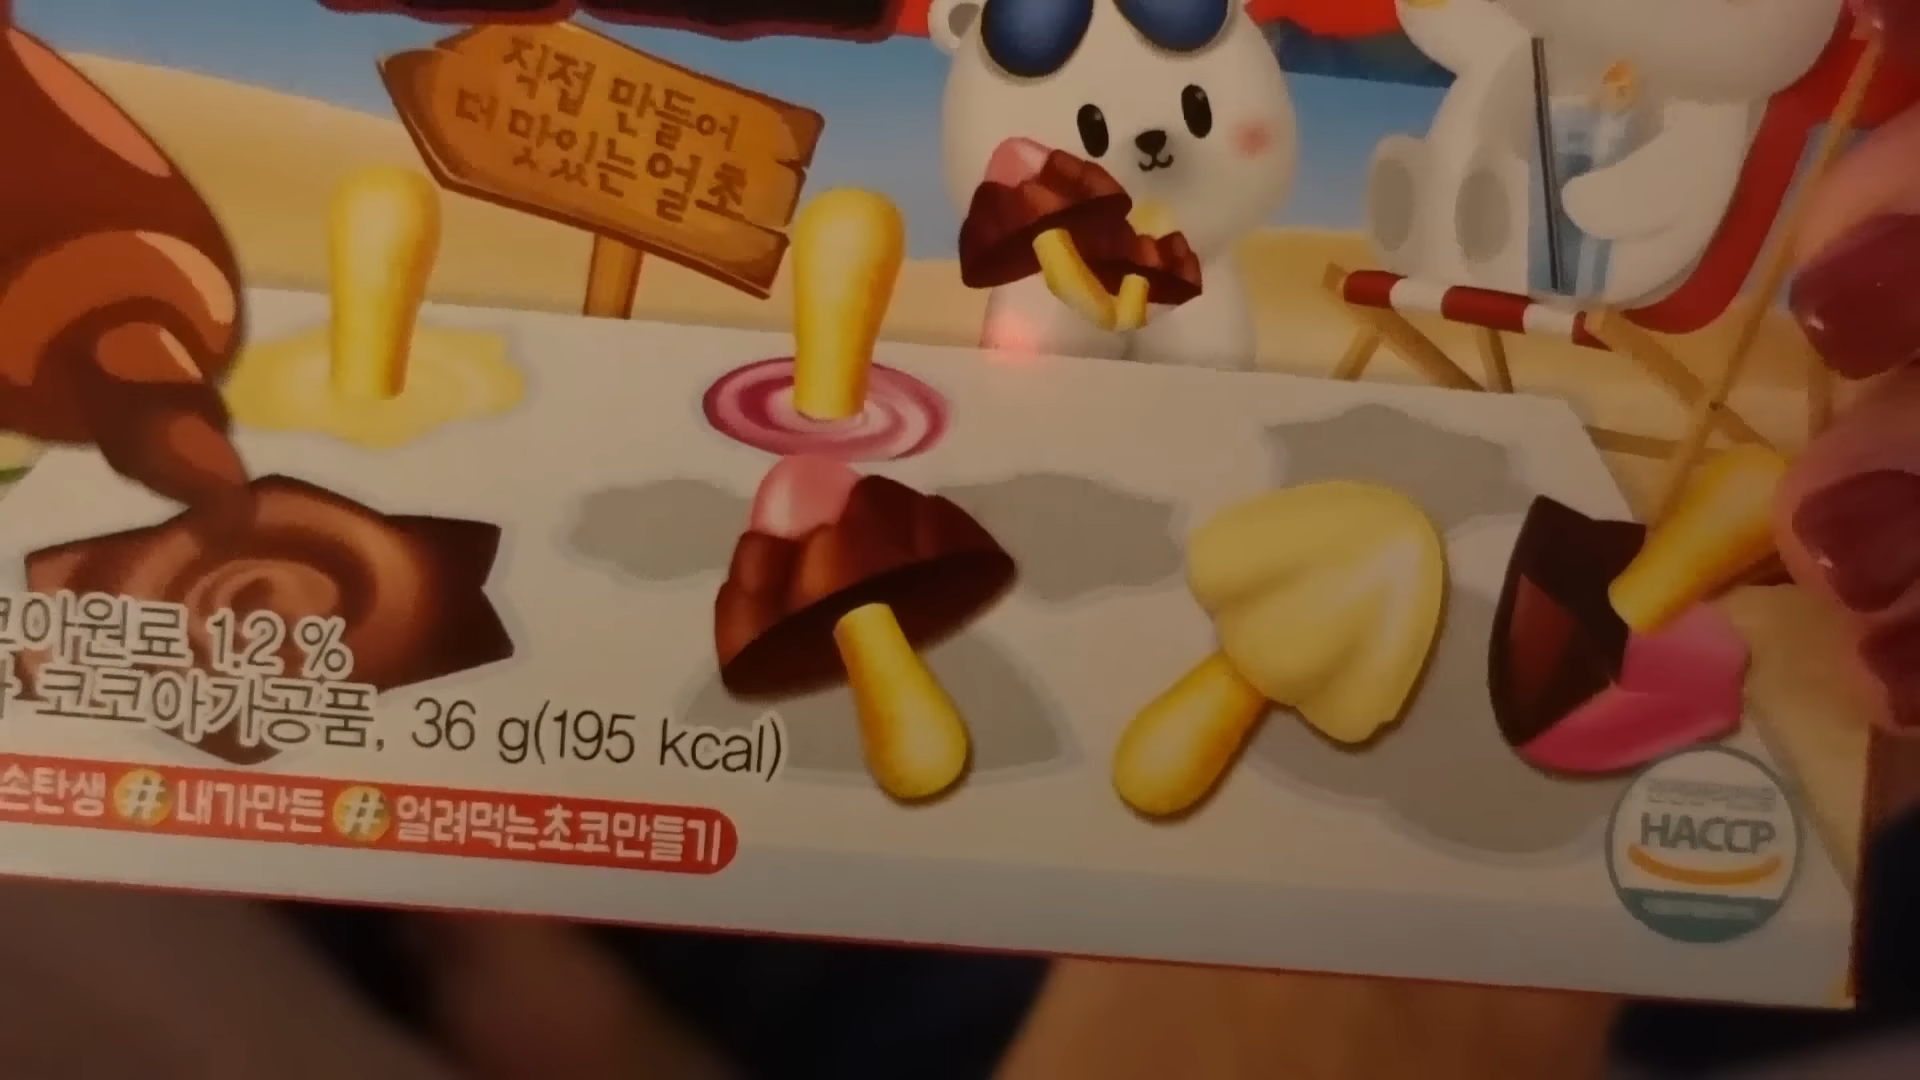 직접 만들어
더 맛있는 얼초
코아원료 1.2 %
코코아가공품, 36 g(195 kcal)
손탄생 # 내가만든 # 얼려먹는초코만들기
HACCP